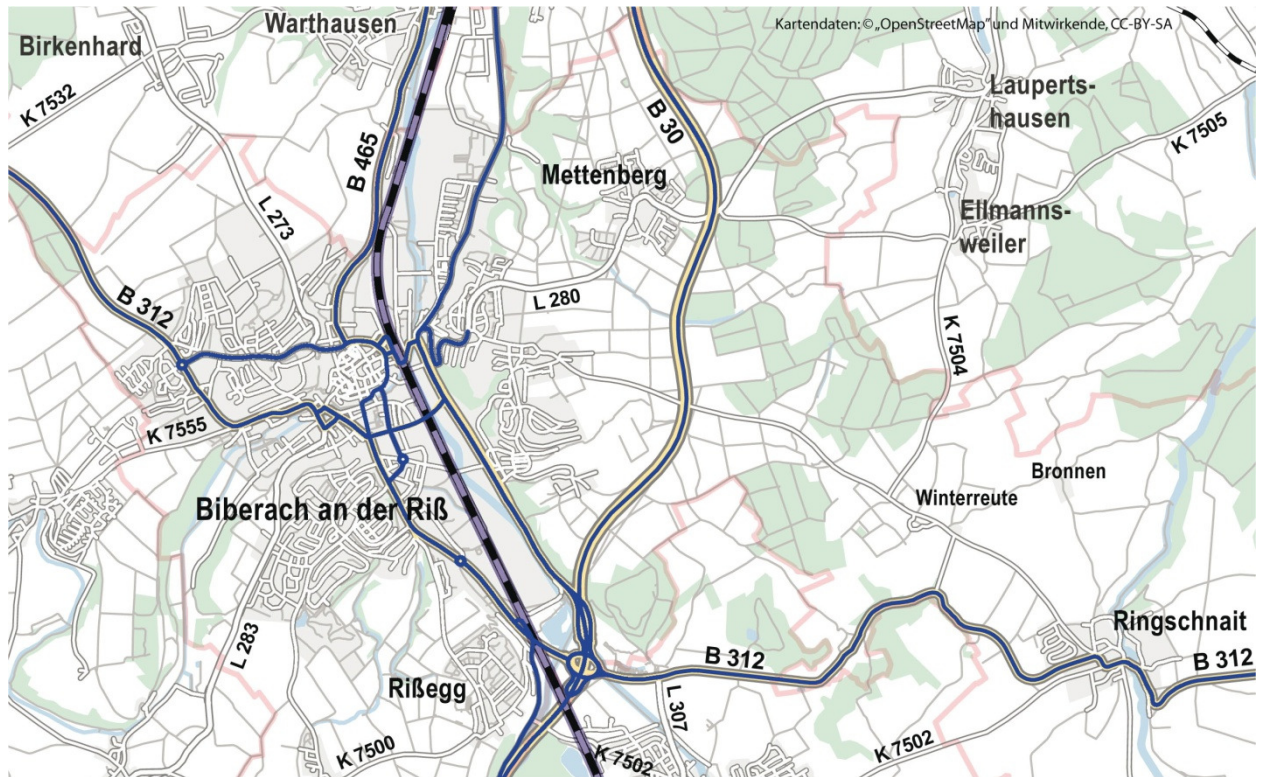 Kartendaten: © „OpenStreetMap" und Mitwirkende, CC-BY-SA
Warthausen
Birkenhard
K 7532
B 465
B 30
Lauperts-
hausen
K 7505
Mettenberg
L 273
Ellmanns-
weiler
B 312
L 280
K 7504
K 7555
Biberach an der Riß
Bronnen
Winterreute
L 283
Rißegg
B 312
Ringschnait
B 312
L 307
K 7500
K 7502
K 7502